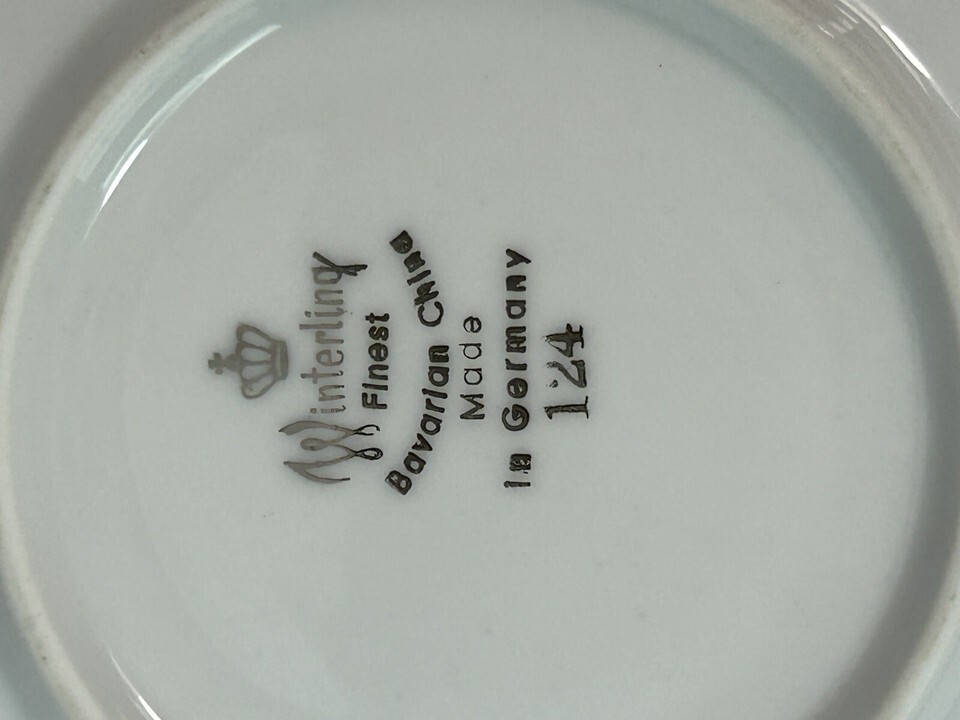 Winterling
Finest
Bavarian China
Made
in Germany
124